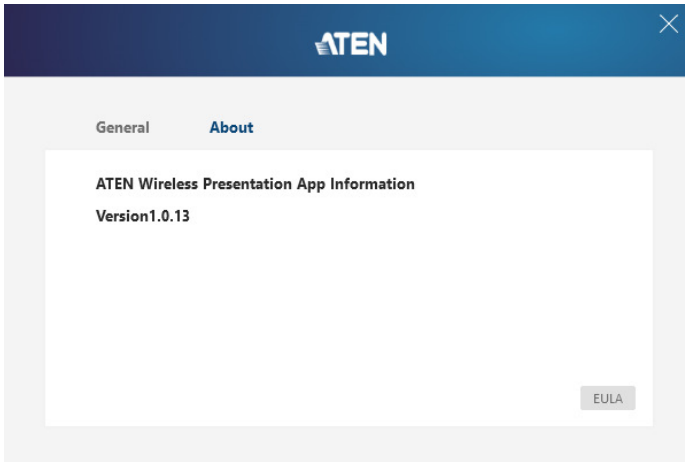 ATEN
General About
ATEN Wireless Presentation App Information
Version1.0.13
EULA